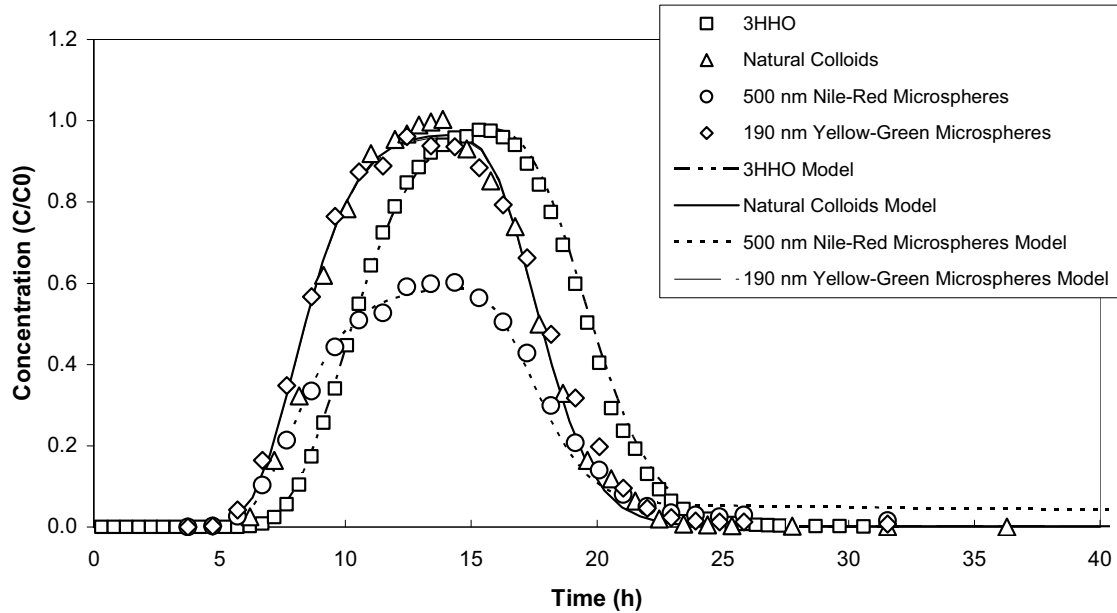 3HHO
Natural Colloids
500 nm Nile-Red Microspheres
190 nm Yellow-Green Microspheres
3HHO Model
Natural Colloids Model
500 nm Nile-Red Microspheres Model
190 nm Yellow-Green Microspheres Model
Concentration (C/C0)
1.2
1.0
0.8
0.6
0.4
0.2
0.0
0 5 10 15 20 25 30 35 40
Time (h)